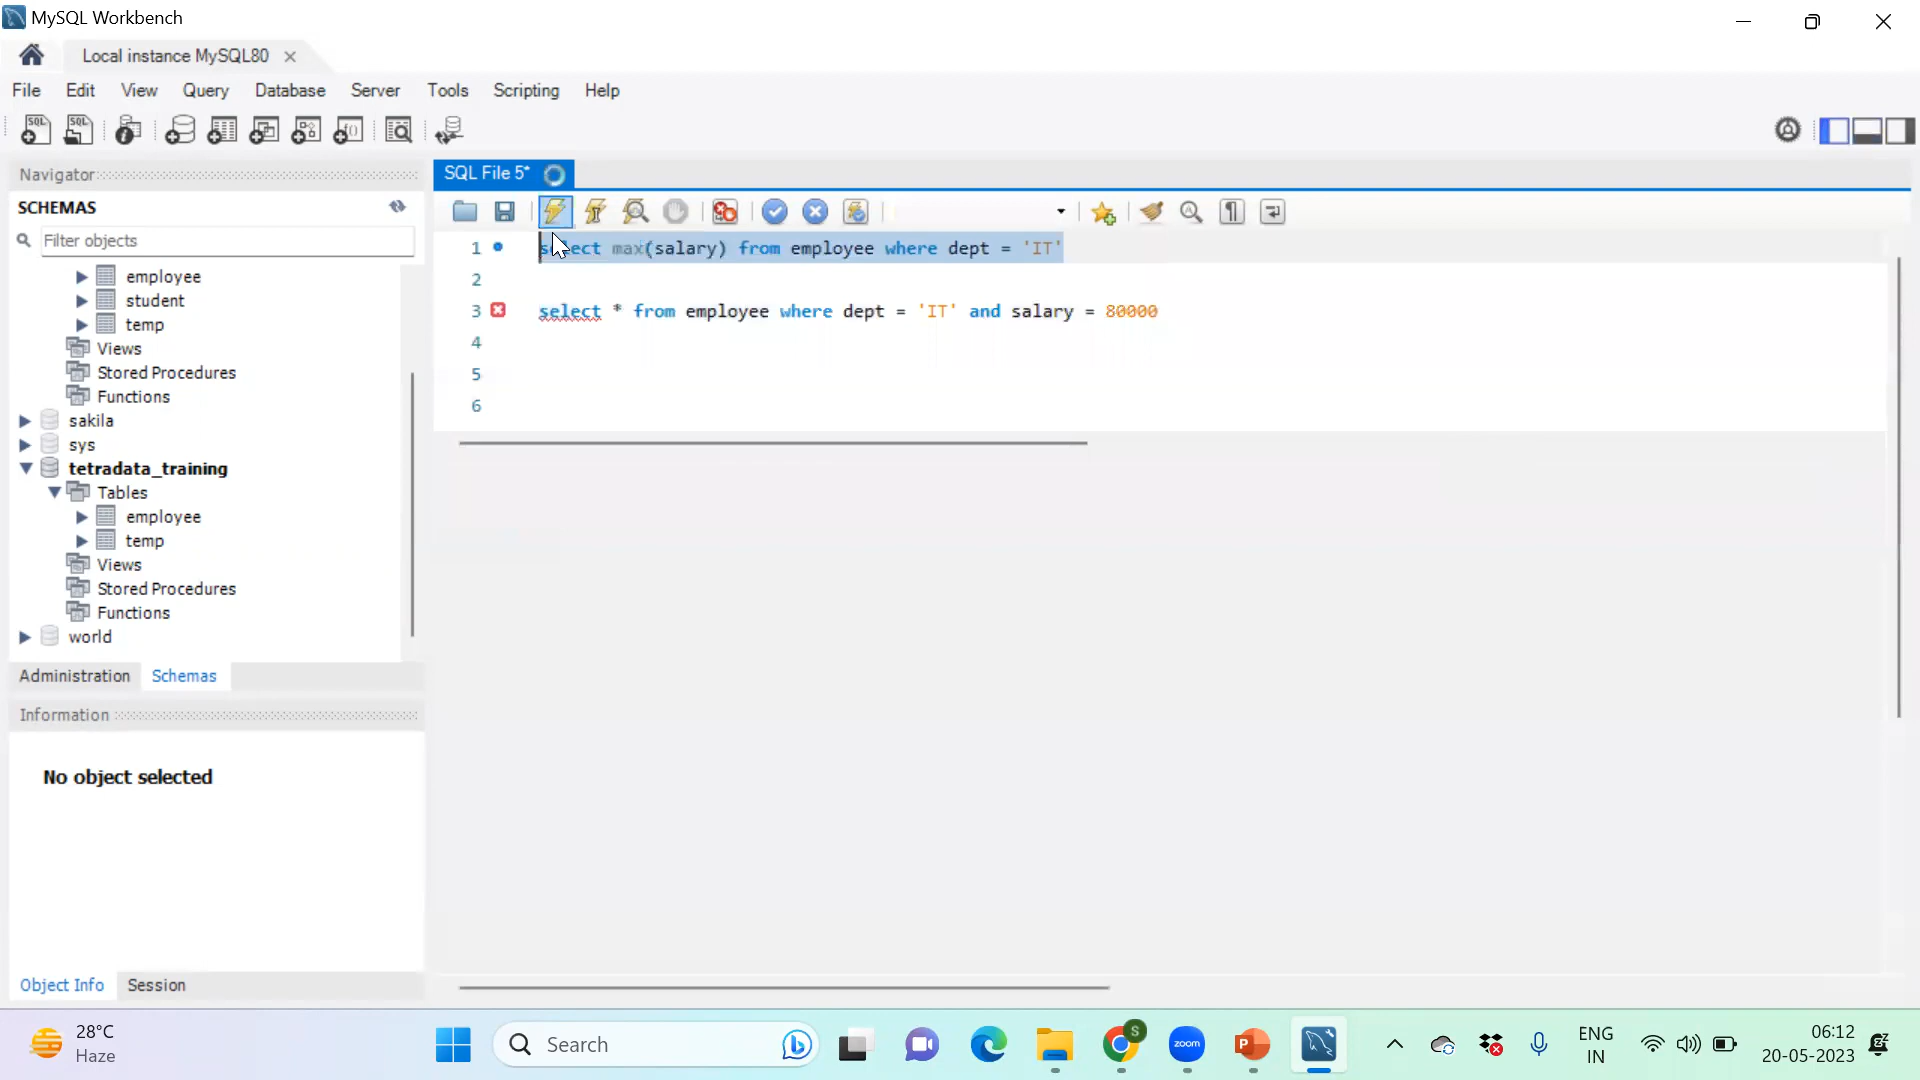 MySQL Workbench
Local instance MySQL80
File Edit View Query Database Server Tools Scripting Help
Navigator
SCHEMAS
Filter objects
employee
student
temp
Views
Stored Procedures
Functions
sakila
sys
tetradata_training
Tables
employee
temp
Views
Stored Procedures
Functions
world
Administration Schemas
Information
No object selected
Object Info Session
SQL File 5*
1 select max(salary) from employee where dept = 'IT'
2
3 select * from employee where dept = 'IT' and salary = 80000
4
5
6
28°C
Haze
Search
S
zoom
ENG
IN
06:12
20-05-2023